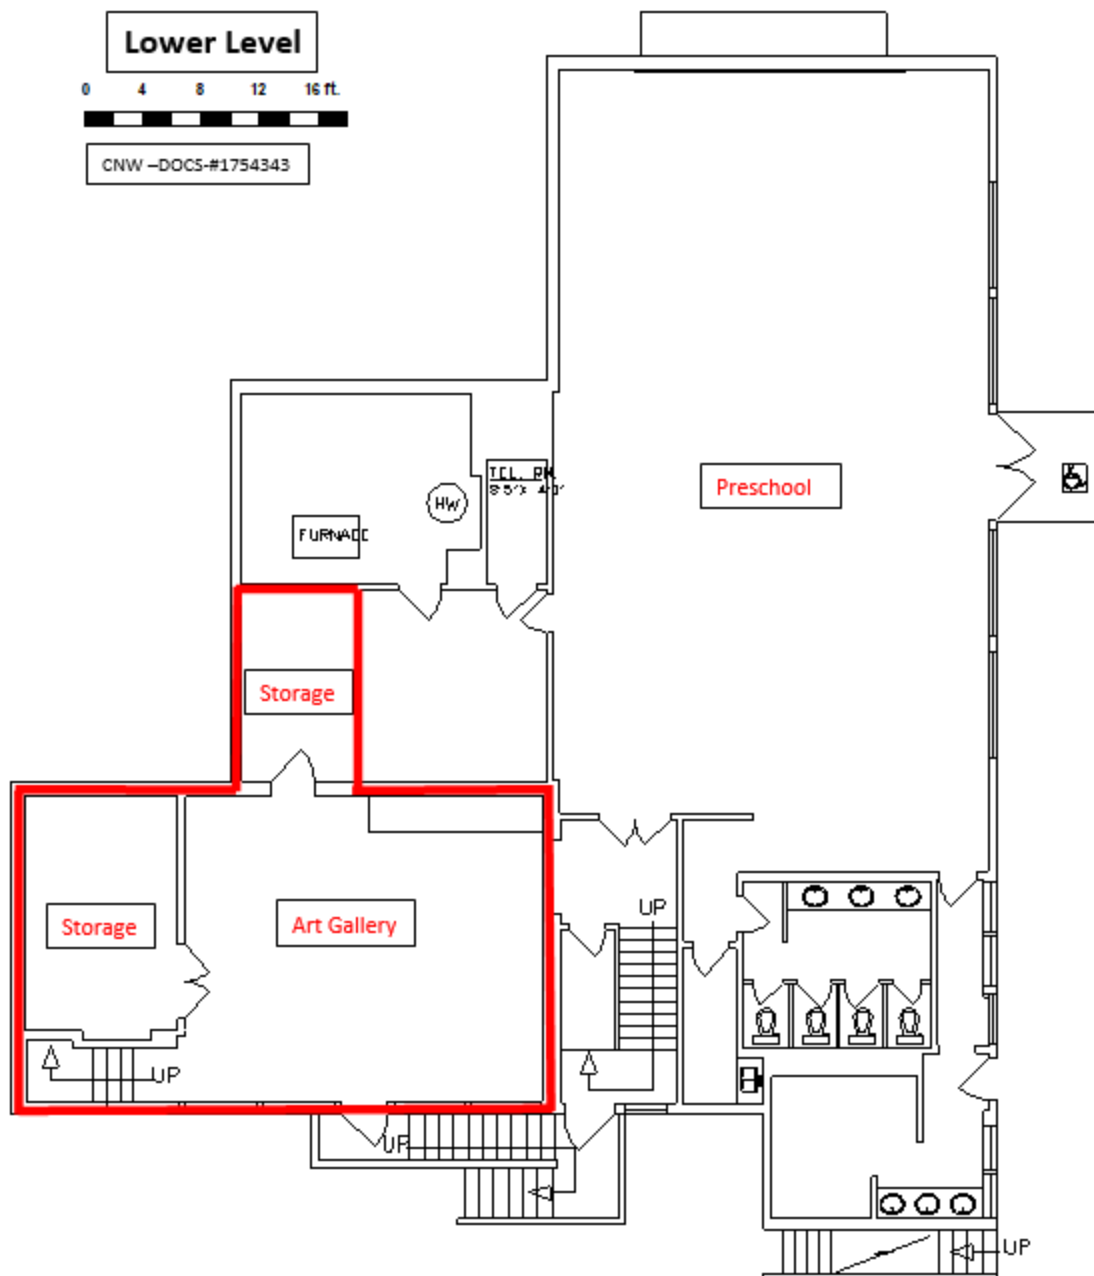 Lower Level
0 4 8 12 16 ft.
CNW –DOCS-#1754343
TEL. RM
HW
Preschool
FURNACE
Storage
Storage
Art Gallery
UP
UP
UP
UP